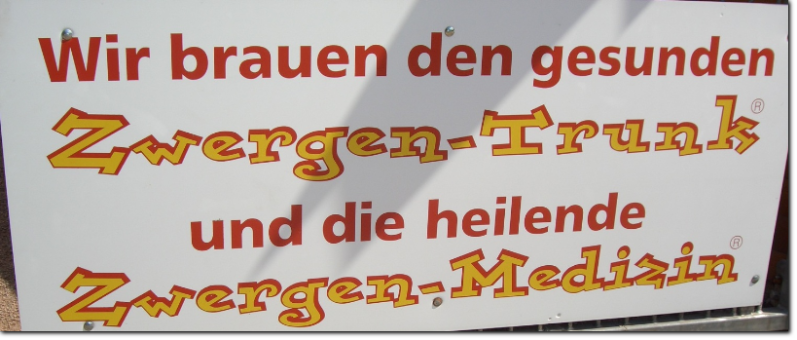 Wir brauen den gesunden
Zwergen-Trunk®
und die heilende
Zwergen-Medizin®